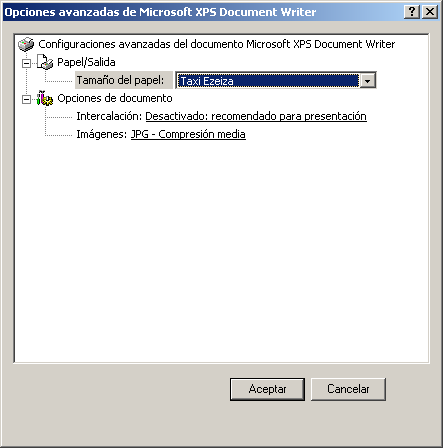 Opciones avanzadas de Microsoft XPS Document Writer
Configuraciones avanzadas del documento Microsoft XPS Document Writer
Papel/Salida
Tamaño del papel: Taxi Ezeiza
Opciones de documento
Intercalación: Desactivado: recomendado para presentación
Imágenes: JPG - Compresión media
Aceptar Cancelar